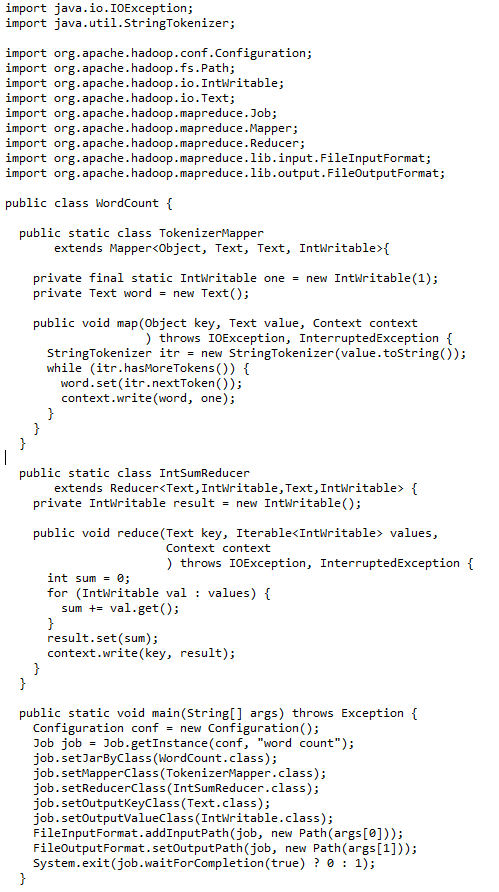 import java.io.IOException;
import java.util.StringTokenizer;

import org.apache.hadoop.conf.Configuration;
import org.apache.hadoop.fs.Path;
import org.apache.hadoop.io.IntWritable;
import org.apache.hadoop.io.Text;
import org.apache.hadoop.mapreduce.Job;
import org.apache.hadoop.mapreduce.Mapper;
import org.apache.hadoop.mapreduce.Reducer;
import org.apache.hadoop.mapreduce.lib.input.FileInputFormat;
import org.apache.hadoop.mapreduce.lib.output.FileOutputFormat;

public class WordCount {

  public static class TokenizerMapper
       extends Mapper<Object, Text, Text, IntWritable>{

    private final static IntWritable one = new IntWritable(1);
    private Text word = new Text();

    public void map(Object key, Text value, Context context
                    ) throws IOException, InterruptedException {
      StringTokenizer itr = new StringTokenizer(value.toString());
      while (itr.hasMoreTokens()) {
        word.set(itr.nextToken());
        context.write(word, one);
      }
    }
  }

  public static class IntSumReducer
       extends Reducer<Text,IntWritable,Text,IntWritable> {
    private IntWritable result = new IntWritable();

    public void reduce(Text key, Iterable<IntWritable> values,
                       Context context
                       ) throws IOException, InterruptedException {
      int sum = 0;
      for (IntWritable val : values) {
        sum += val.get();
      }
      result.set(sum);
      context.write(key, result);
    }
  }

  public static void main(String[] args) throws Exception {
    Configuration conf = new Configuration();
    Job job = Job.getInstance(conf, "word count");
    job.setJarByClass(WordCount.class);
    job.setMapperClass(TokenizerMapper.class);
    job.setReducerClass(IntSumReducer.class);
    job.setOutputKeyClass(Text.class);
    job.setOutputValueClass(IntWritable.class);
    FileInputFormat.addInputPath(job, new Path(args[0]));
    FileOutputFormat.setOutputPath(job, new Path(args[1]));
    System.exit(job.waitForCompletion(true) ? 0 : 1);
  }